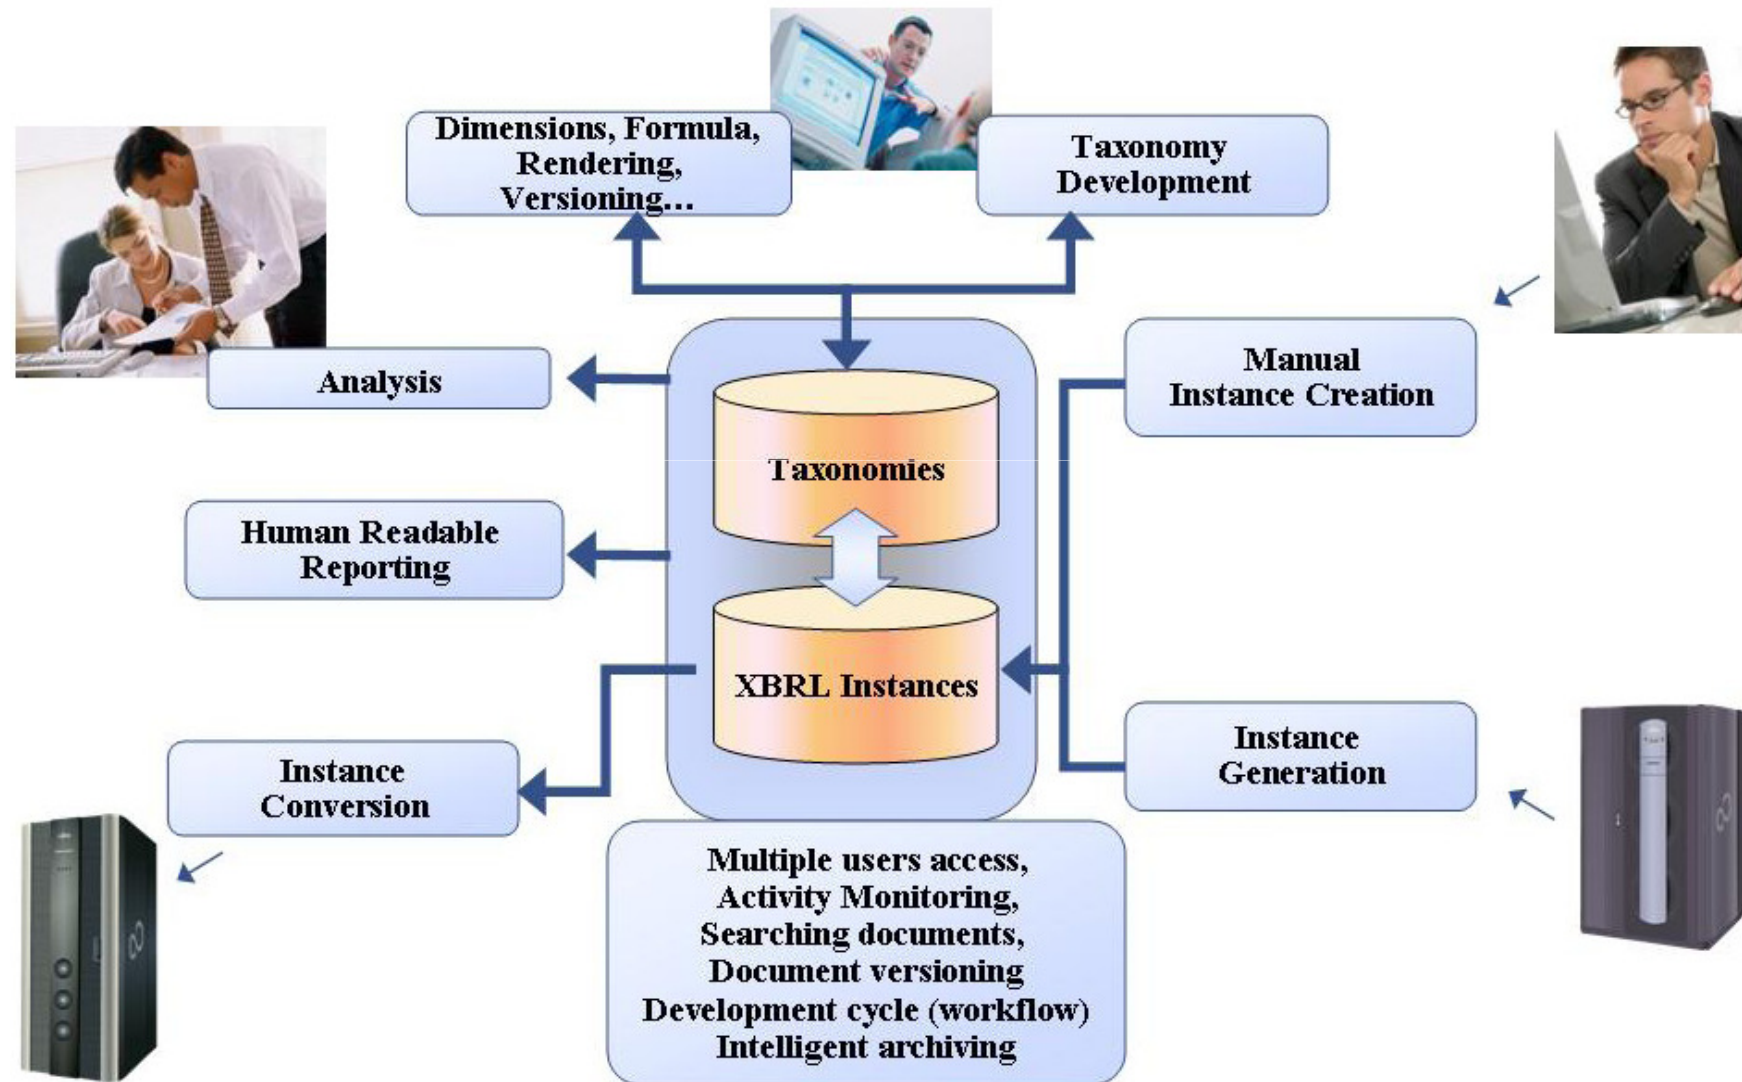 Dimensions, Formula,
Rendering,
Versioning...
Taxonomy
Development
Analysis
Manual
Instance Creation
Taxonomies
Human Readable
Reporting
XBRL Instances
Instance
Conversion
Instance
Generation
Multiple users access,
Activity Monitoring,
Searching documents,
Document versioning
Development cycle (workflow)
Intelligent archiving